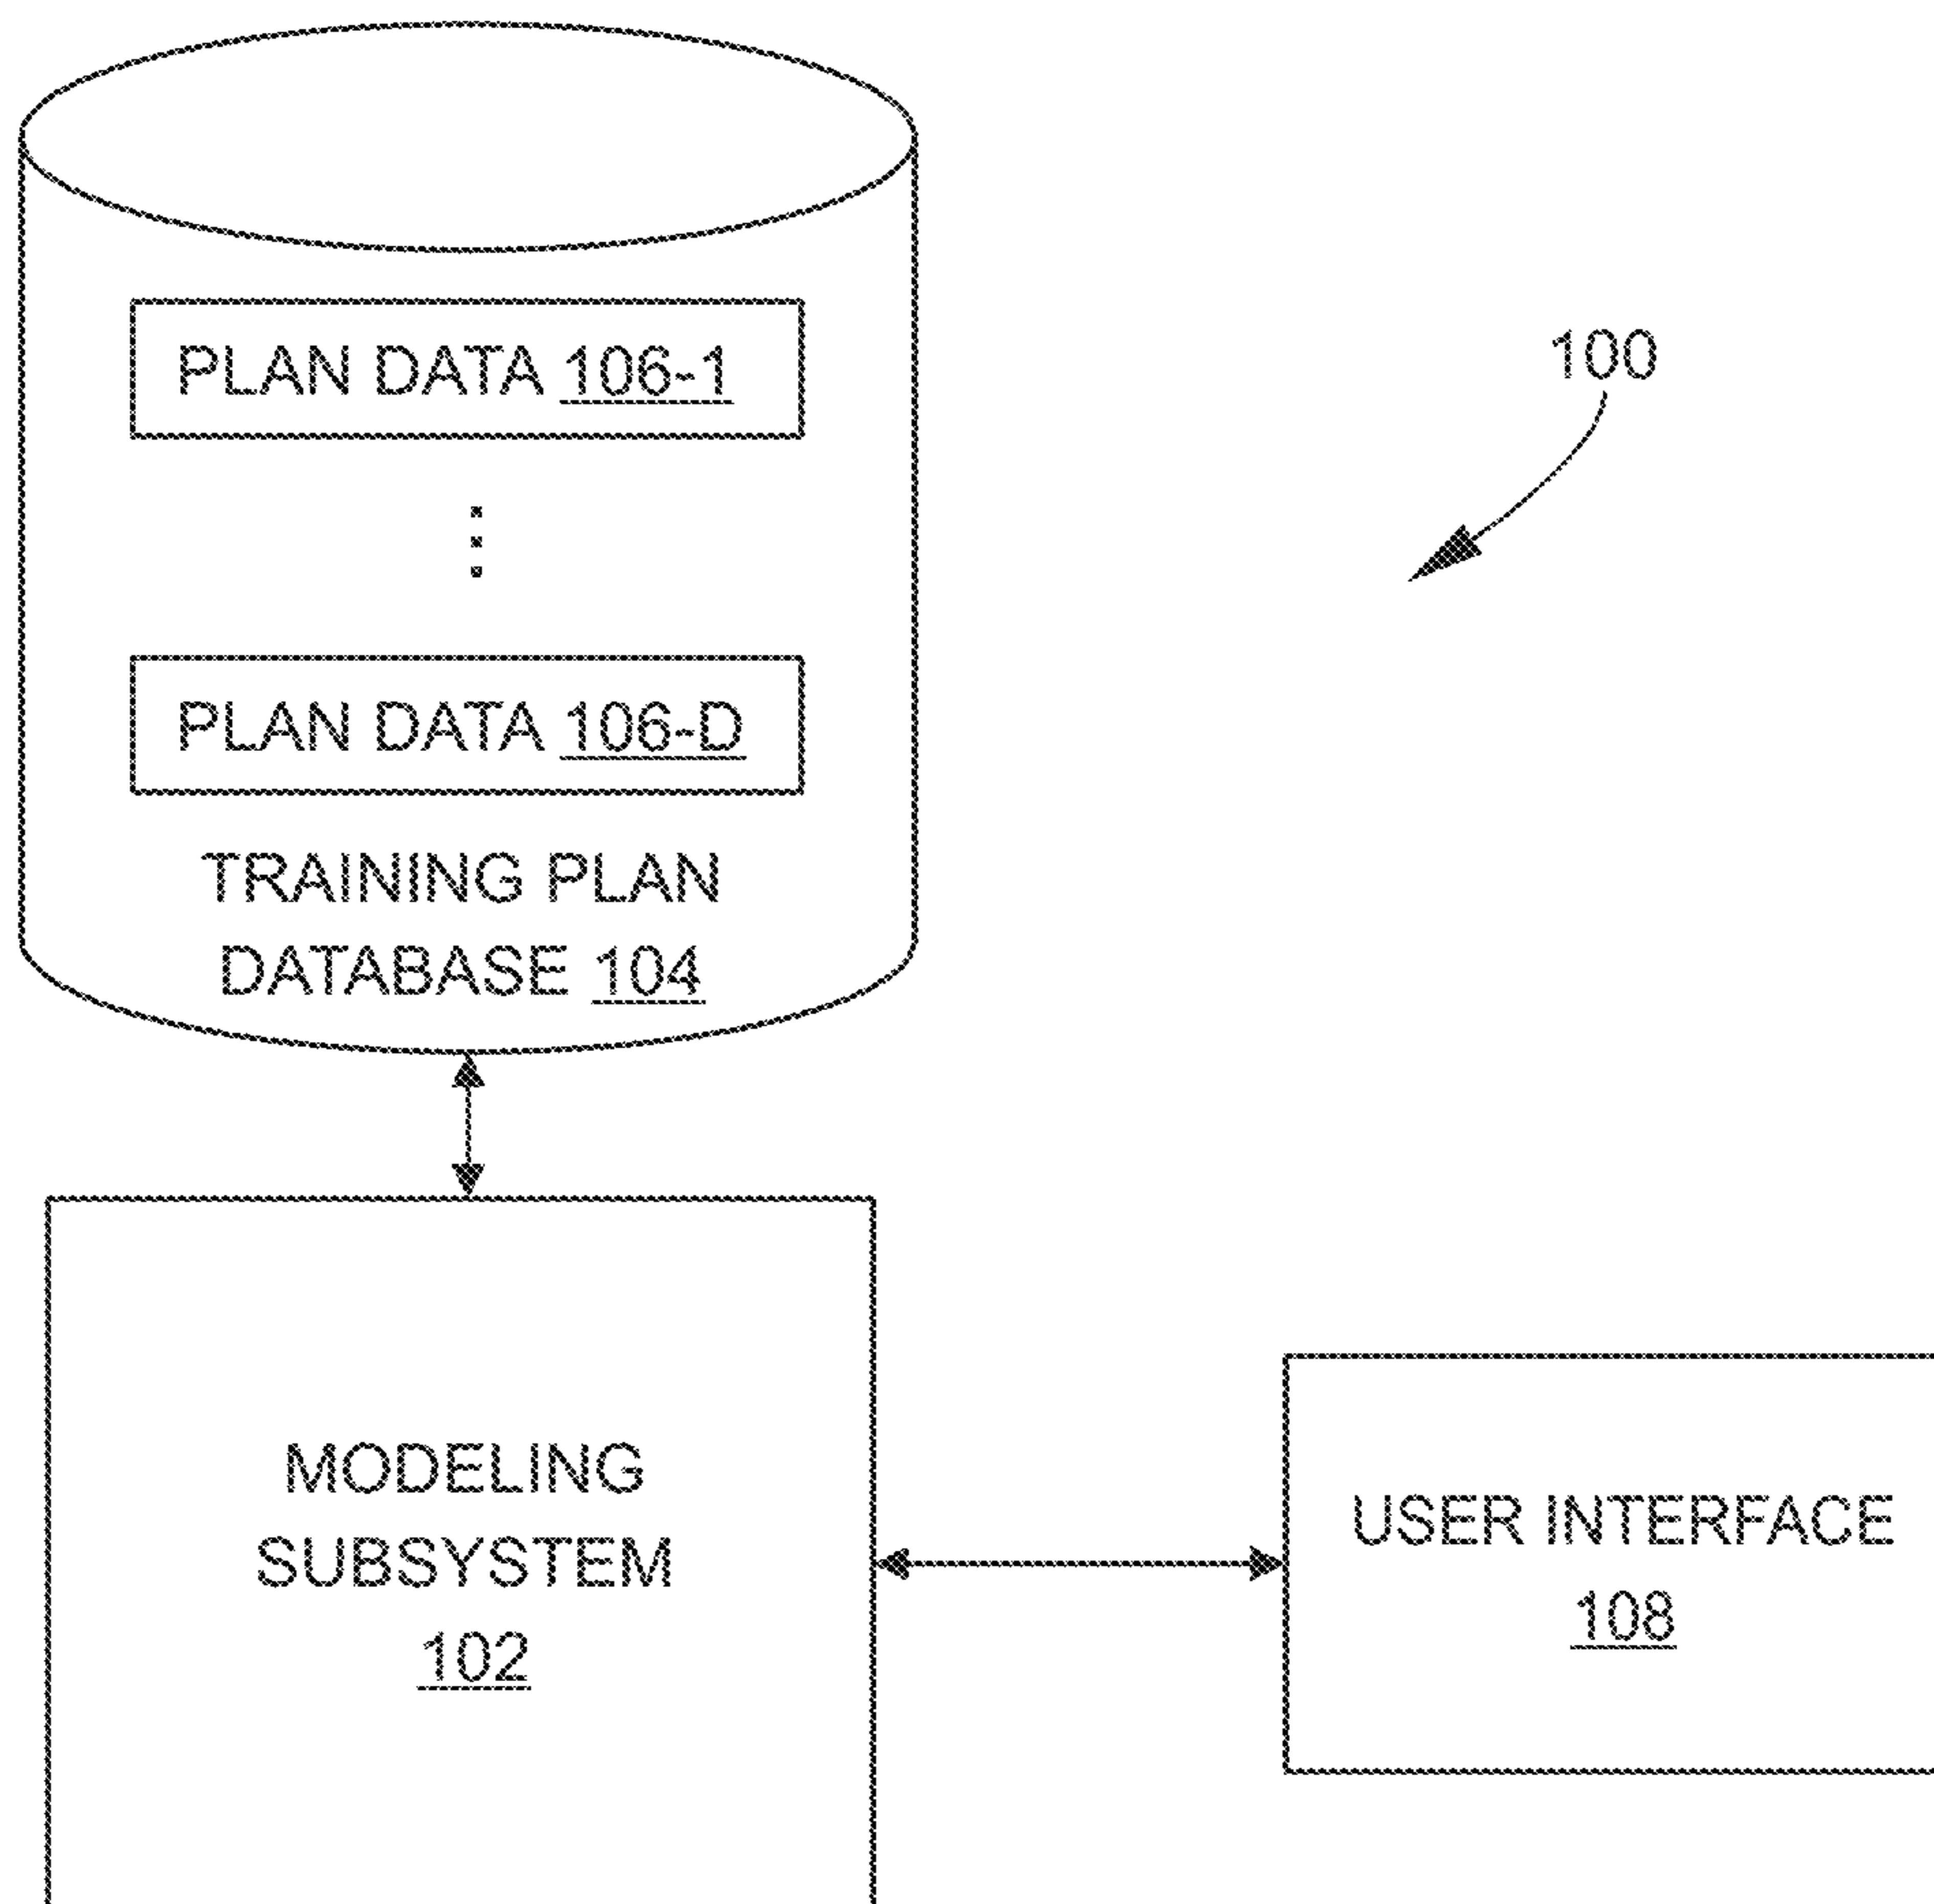 PLAN DATA 106-1
100
PLAN DATA 106-D
TRAINING PLAN
DATABASE 104
MODELING
SUBSYSTEM
102
USER INTERFACE
108